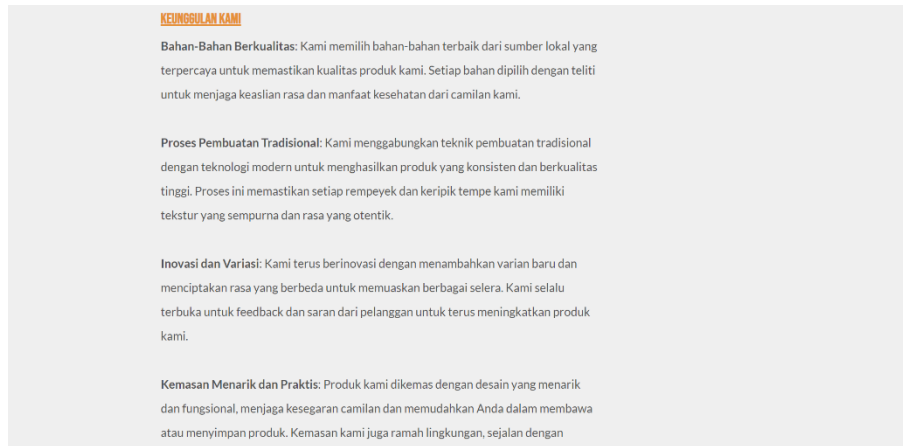 KEUNGGULAN KAMI
Bahan-Bahan Berkualitas: Kami memilih bahan-bahan terbaik dari sumber lokal yang
terpercaya untuk memastikan kualitas produk kami. Setiap bahan dipilih dengan teliti
untuk menjaga keaslian rasa dan manfaat kesehatan dari camilan kami.
Proses Pembuatan Tradisional: Kami menggabungkan teknik pembuatan tradisional
dengan teknologi modern untuk menghasilkan produk yang konsisten dan berkualitas
tinggi. Proses ini memastikan setiap rempeyek dan keripik tempe kami memiliki
tekstur yang sempurna dan rasa yang otentik.
Inovasi dan Variasi: Kami terus berinovasi dengan menambahkan varian baru dan
menciptakan rasa yang berbeda untuk memuaskan berbagai selera. Kami selalu
terbuka untuk feedback dan saran dari pelanggan untuk terus meningkatkan produk
kami.
Kemasan Menarik dan Praktis: Produk kami dikemas dengan desain yang menarik
dan fungsional, menjaga kesegaran camilan dan memudahkan Anda dalam membawa
atau menyimpan produk. Kemasan kami juga ramah lingkungan, sejalan dengan